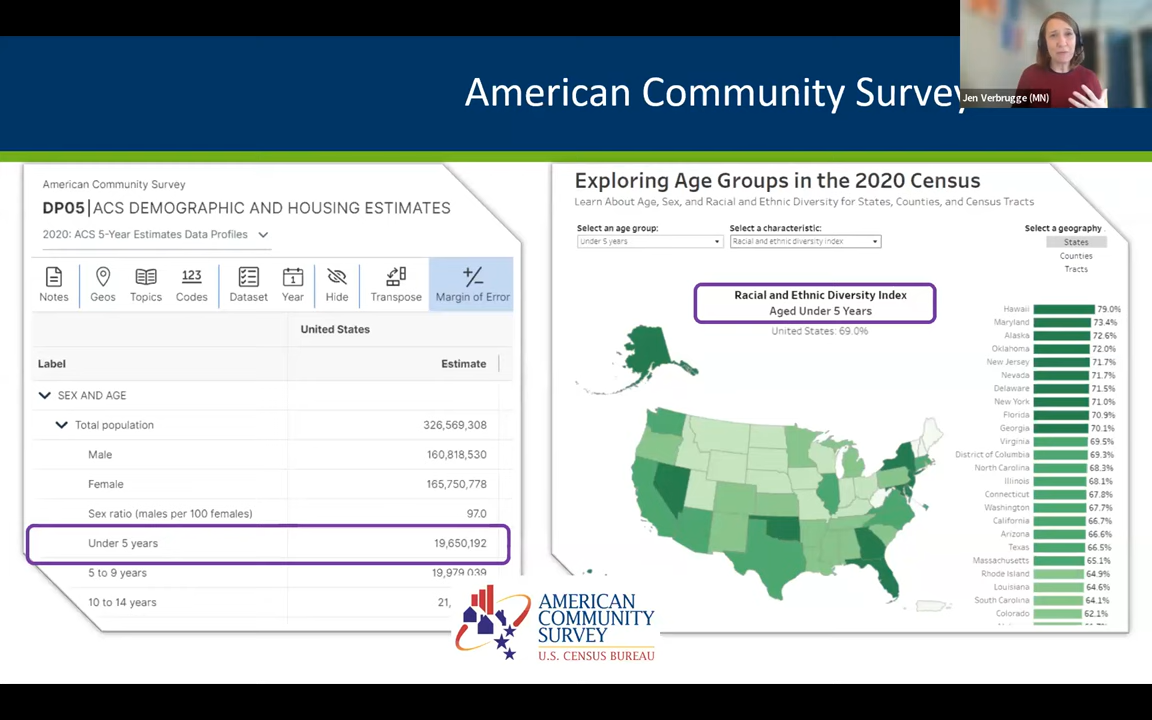 American Community Survey
Jen Verbrugge (MN)
American Community Survey
DP05 | ACS DEMOGRAPHIC AND HOUSING ESTIMATES
2020: ACS 5-Year Estimates Data Profiles
Notes Geos Topics 123 Codes Dataset 1 Year Hide Transpose +/- Margin of Error
United States
Label Estimate
SEX AND AGE
Total population 326,569,308
Male 160,818,530
Female 165,750,778
Sex ratio (males per 100 females) 97.0
Under 5 years 19,650,192
5 to 9 years 19,979,039
10 to 14 years 21,
Exploring Age Groups in the 2020 Census
Learn About Age, Sex, and Racial and Ethnic Diversity for States, Counties, and Census Tracts
Select an age group:
Under 5 years
Select a characteristic:
Racial and ethnic diversity index
Select a geography
States
Counties
Tracts
Racial and Ethnic Diversity Index
Aged Under 5 Years
United States: 69.0%
Hawaii 79.0%
Maryland 73.4%
Alaska 72.6%
Oklahoma 72.0%
New Jersey 71.7%
Nevada 71.7%
Delaware 71.5%
New York 71.0%
Florida 70.9%
Georgia 70.1%
Virginia 69.5%
District of Columbia 69.3%
North Carolina 68.3%
Illinois 68.1%
Connecticut 67.8%
Washington 67.7%
California 66.7%
Arizona 66.6%
Texas 66.5%
Massachusetts 65.1%
Rhode Island 64.9%
Louisiana 64.6%
South Carolina 64.1%
Colorado 62.1%
AMERICAN
COMMUNITY
SURVEY
U.S. CENSUS BUREAU